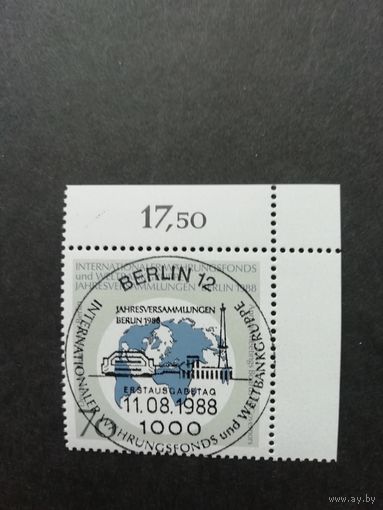 17,50
INTERNATIONALER WÄHRUNGSFONDS
und WELTBANKGRUPPE
JAHRESVERSAMMLUNGEN BERLIN 1988
BERLIN 12
JAHRESVERSAMMLUNGEN
BERLIN 1988
ERSTAUSGABETAG
11.08.1988
1000
INTERNATIONALER WÄHRUNGSFONDS und WELTBANKGRUPPE
70
ay.by